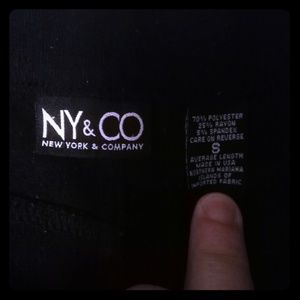 NY & CO
NEW YORK & COMPANY
70% POLYESTER
25% RAYON
5% SPANDEX
CARE ON REVERSE
S
AVERAGE LENGTH
MADE IN USA
NORTHERN MARIANA
ISLANDS OF
IMPORTED FABRIC